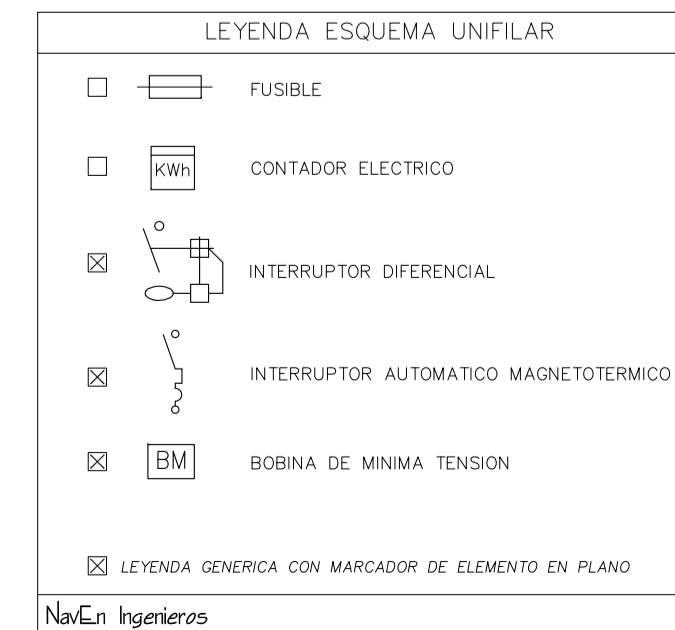 LEYENDA ESQUEMA UNIFILAR
FUSIBLE
KWh
CONTADOR ELECTRICO
INTERRUPTOR DIFERENCIAL
INTERRUPTOR AUTOMATICO MAGNETOTERMICO
BM
BOBINA DE MINIMA TENSION
LEYENDA GENERICA CON MARCADOR DE ELEMENTO EN PLANO
NavEn Ingenieros